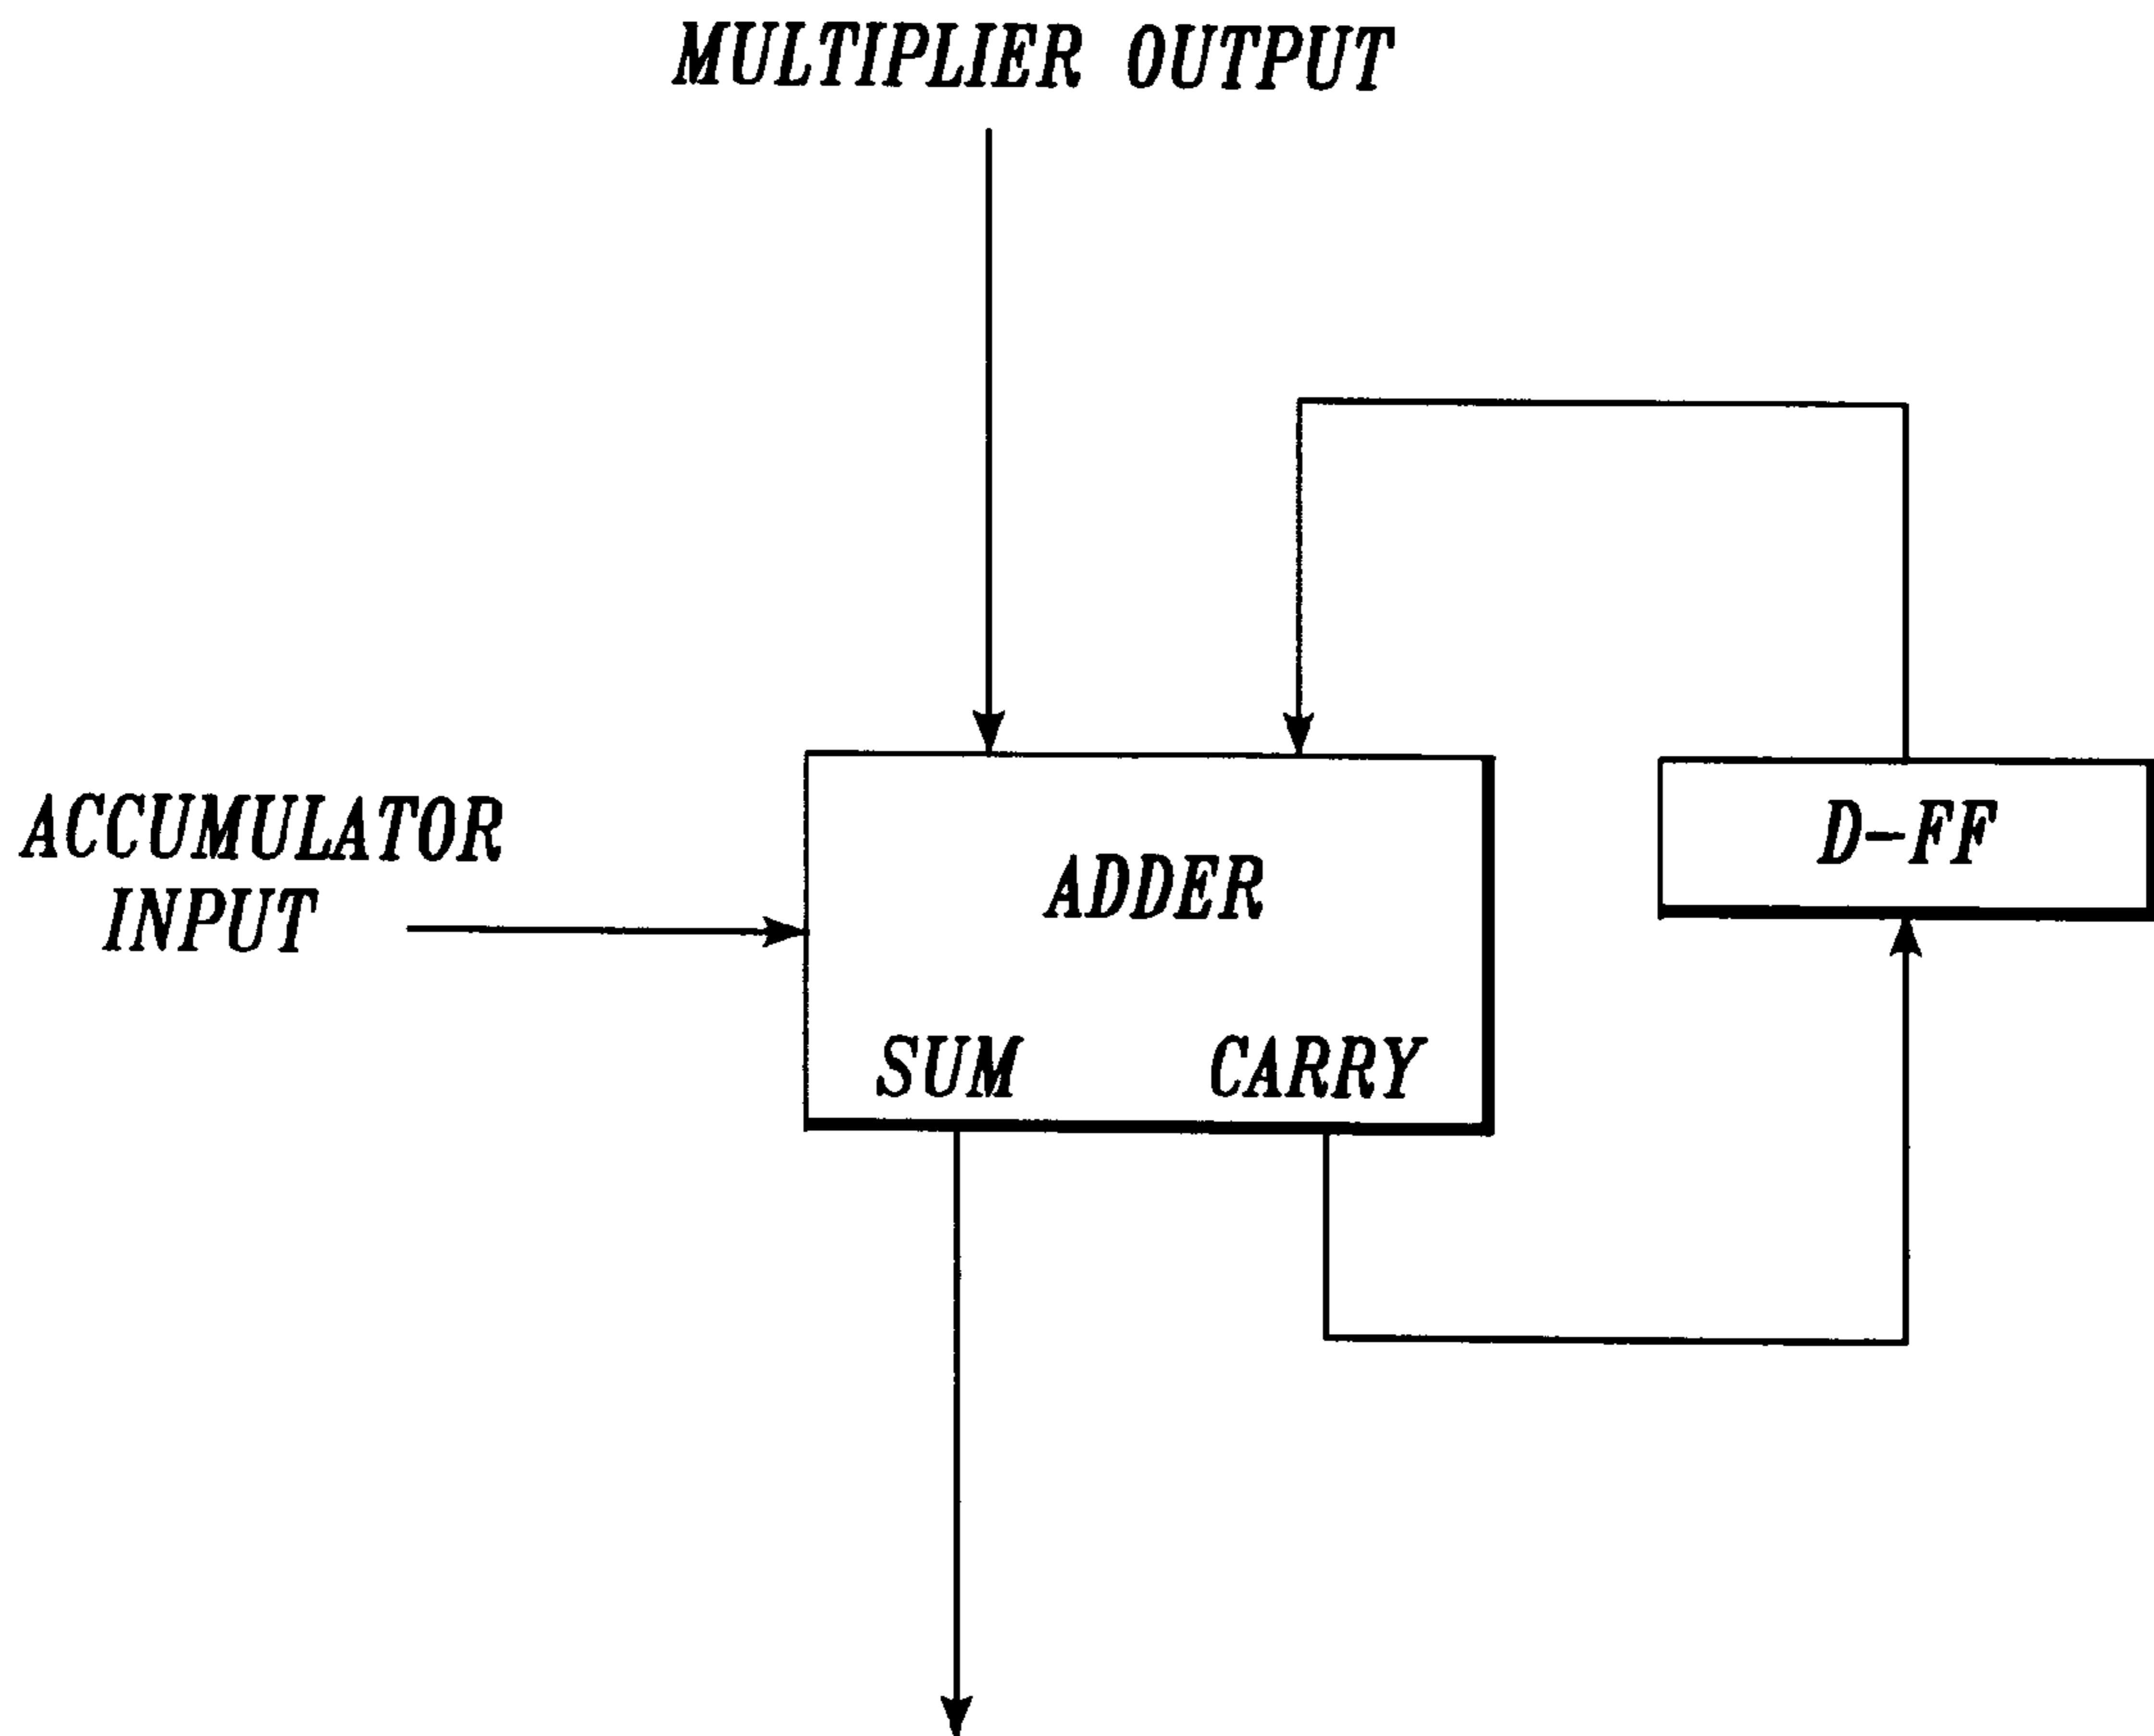 MULTIPLIER OUTPUT
ACCUMULATOR
INPUT
ADDER
D-FF
SUM
CARRY